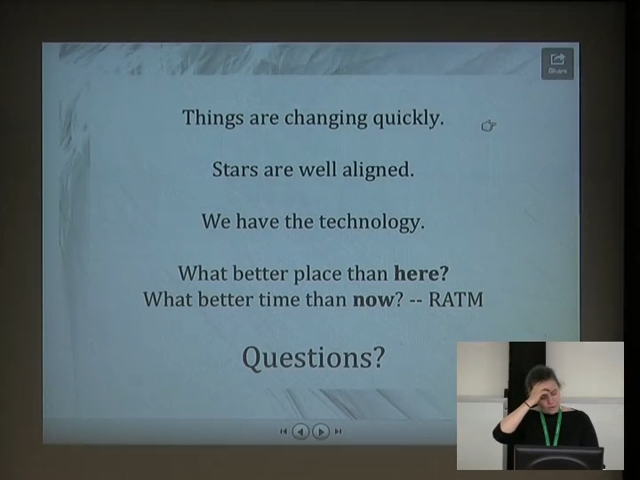 Share
Things are changing quickly.
Stars are well aligned.
We have the technology.
What better place than here?
What better time than now? -- RATM
Questions?